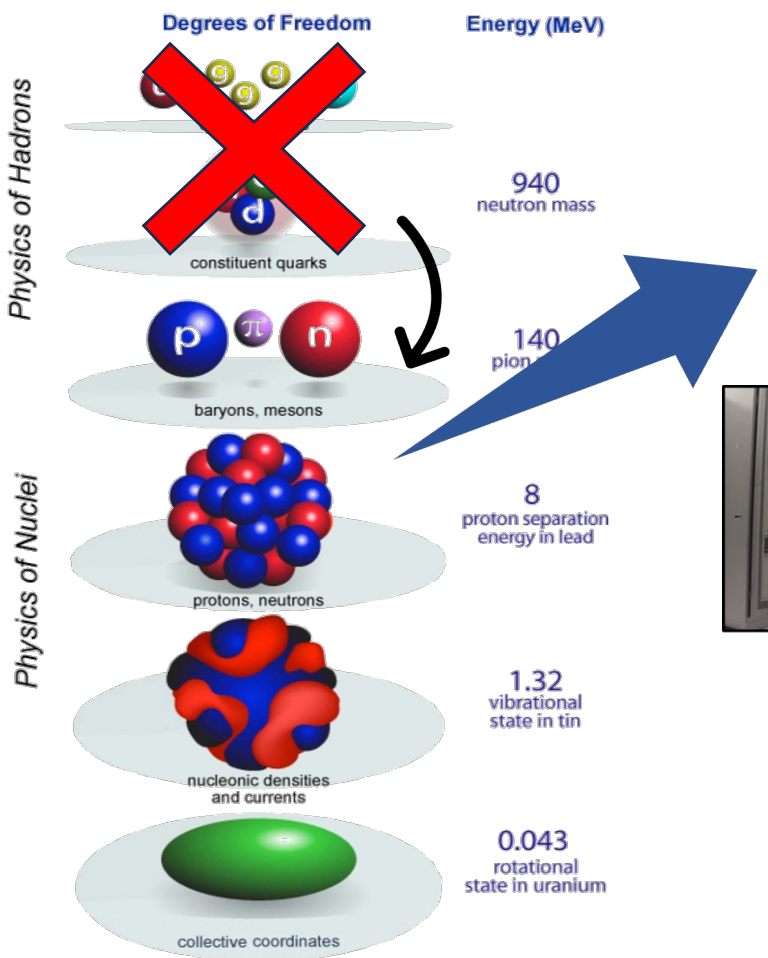 Degrees of Freedom
Energy (MeV)
Physics of Hadrons
g g g
d
940
neutron mass
constituent quarks
p π n
140
pion
baryons, mesons
Physics of Nuclei
8
proton separation
energy in lead
protons, neutrons
1.32
vibrational
state in tin
nucleonic densities
and currents
0.043
rotational
state in uranium
collective coordinates